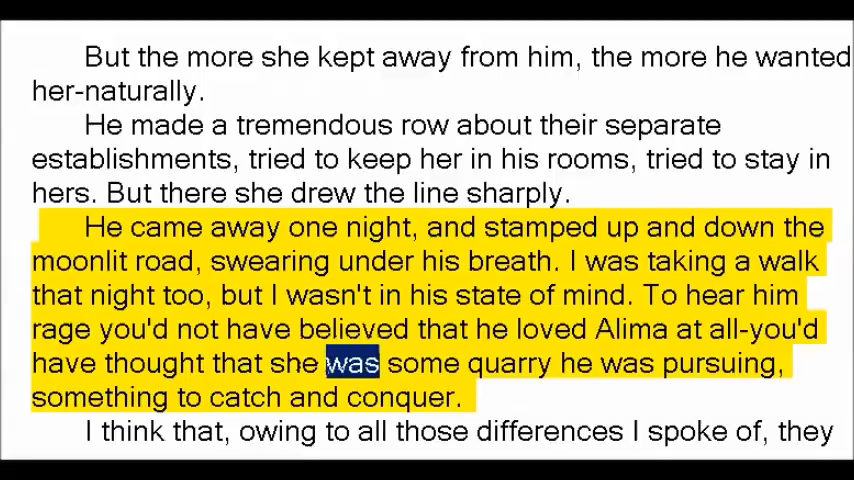 But the more she kept away from him, the more he wanted
her-naturally.
He made a tremendous row about their separate
establishments, tried to keep her in his rooms, tried to stay in
hers. But there she drew the line sharply.
He came away one night, and stamped up and down the
moonlit road, swearing under his breath. I was taking a walk
that night too, but I wasn't in his state of mind. To hear him
rage you'd not have believed that he loved Alima at all-you'd
have thought that she was some quarry he was pursuing,
something to catch and conquer.
I think that, owing to all those differences I spoke of, they